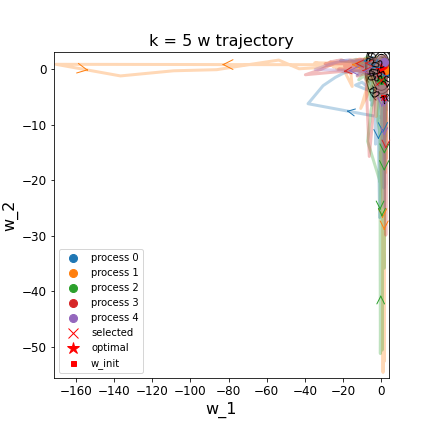 k = 5 w trajectory
0
−10
−20
−30
−40
−50
w_2
process 0
process 1
process 2
process 3
process 4
selected
optimal
w_init
−160 −140 −120 −100 −80 −60 −40 −20 0
w_1